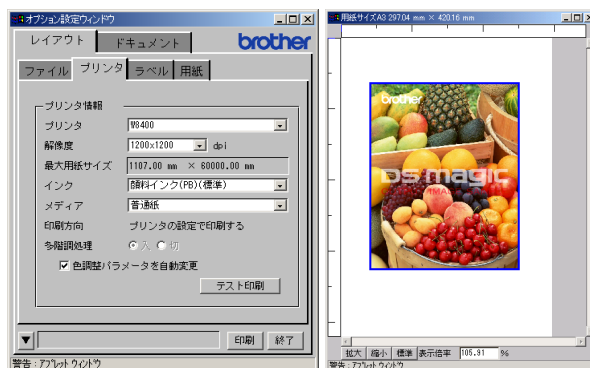 オプション設定ウィンドウ
レイアウト
ドキュメント
brother
ファイル
プリンタ
ラベル
用紙
プリンタ情報
プリンタ
W8400
解像度
1200x1200
dpi
最大用紙サイズ
1107.00 mm × 60000.00 mm
インク
顔料インク(PB)(標準)
メディア
普通紙
印刷方向
プリンタの設定で印刷する
多階調処理
入
切
色調整パラメータを自動変更
テスト印刷
印刷
終了
警告 : アプレット ウィンドウ
用紙サイズA3 297.04 mm × 420.16 mm
brother
DS magic
拡大
縮小
標準
表示倍率
105.91
%
警告 : アプレット ウィンドウ